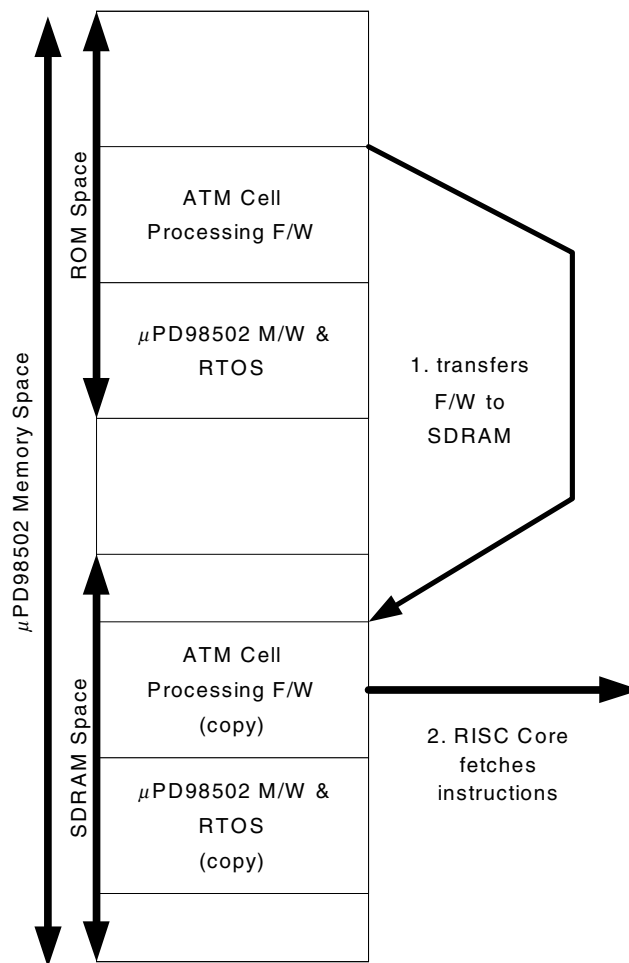 μPD98502 Memory Space
ROM Space
ATM Cell
Processing F/W
μPD98502 M/W &
RTOS
1. transfers
F/W to
SDRAM
SDRAM Space
ATM Cell
Processing F/W
(copy)
μPD98502 M/W &
RTOS
(copy)
2. RISC Core
fetches
instructions